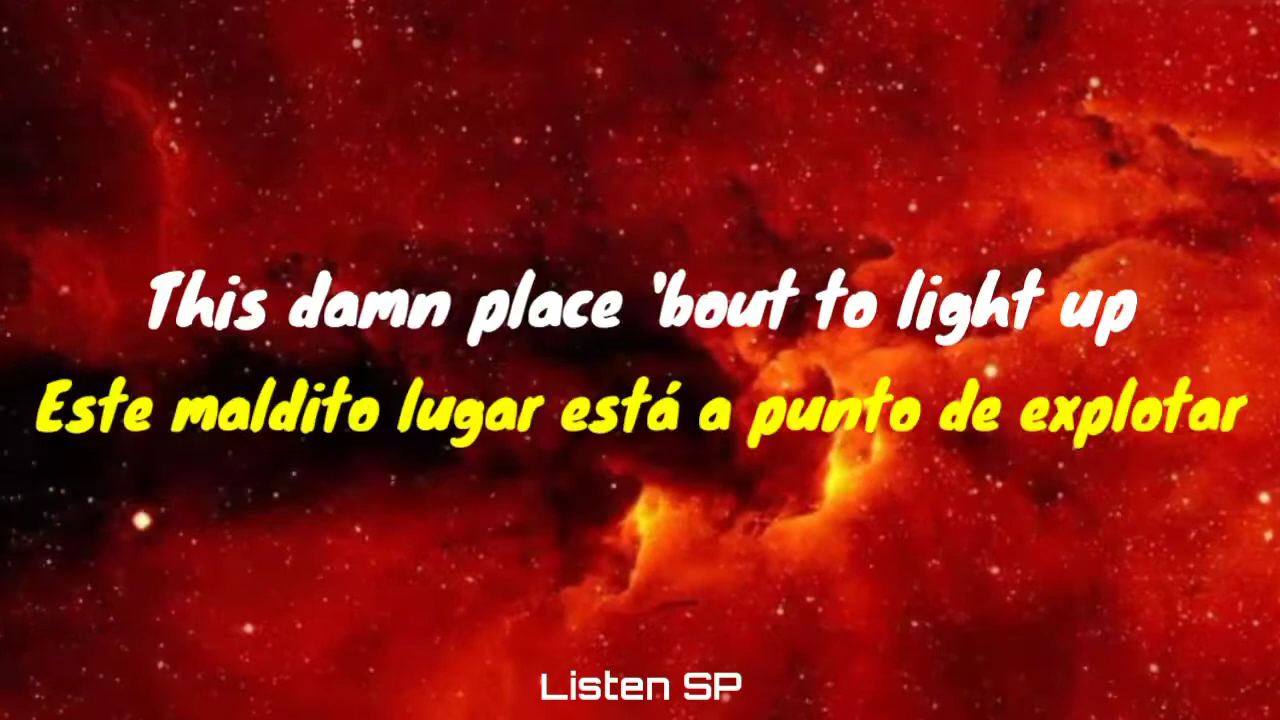 This damn place 'bout to light up
Este maldito lugar está a punto de explotar
Listen SP